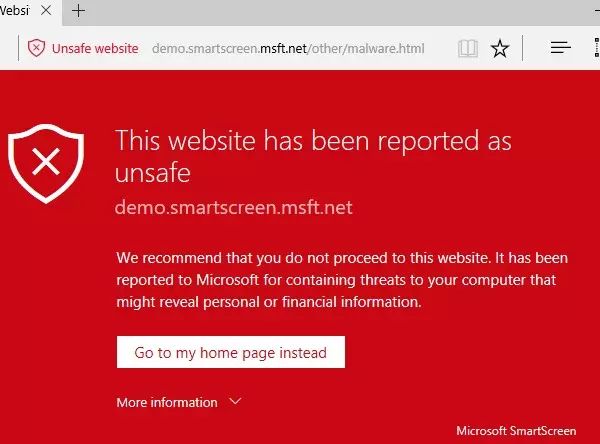 Websi
Unsafe website demo.smartscreen.msft.net/other/malware.html
This website has been reported as
unsafe
demo.smartscreen.msft.net
We recommend that you do not proceed to this website. It has been
reported to Microsoft for containing threats to your computer that
might reveal personal or financial information.
Go to my home page instead
More information
Microsoft SmartScreen